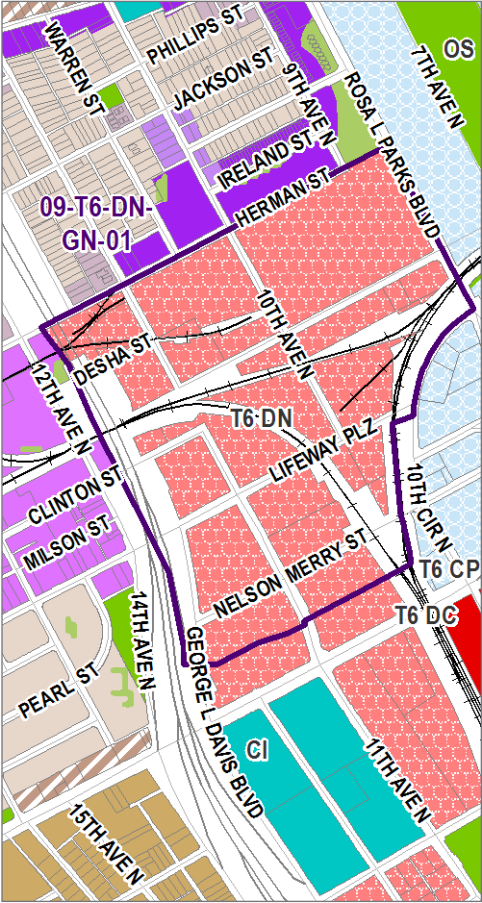 WARREN ST
PHILLIPS ST
OS
7TH AVE N
JACKSON ST
9TH AVE N
ROSA L PARKS BLVD
IRELAND ST
HERMAN ST
09-T6-DN-
GN-01
10TH AVE N
DESHA ST
12TH AVE N
T6 DN
LIFEWAY PLZ
CLINTON ST
10TH CIR N
MILSON ST
NELSON MERRY ST
T6 CP
14TH AVE N
T6 DC
GEORGE L DAVIS BLVD
PEARL ST
CI
11TH AVE N
15TH AVE N